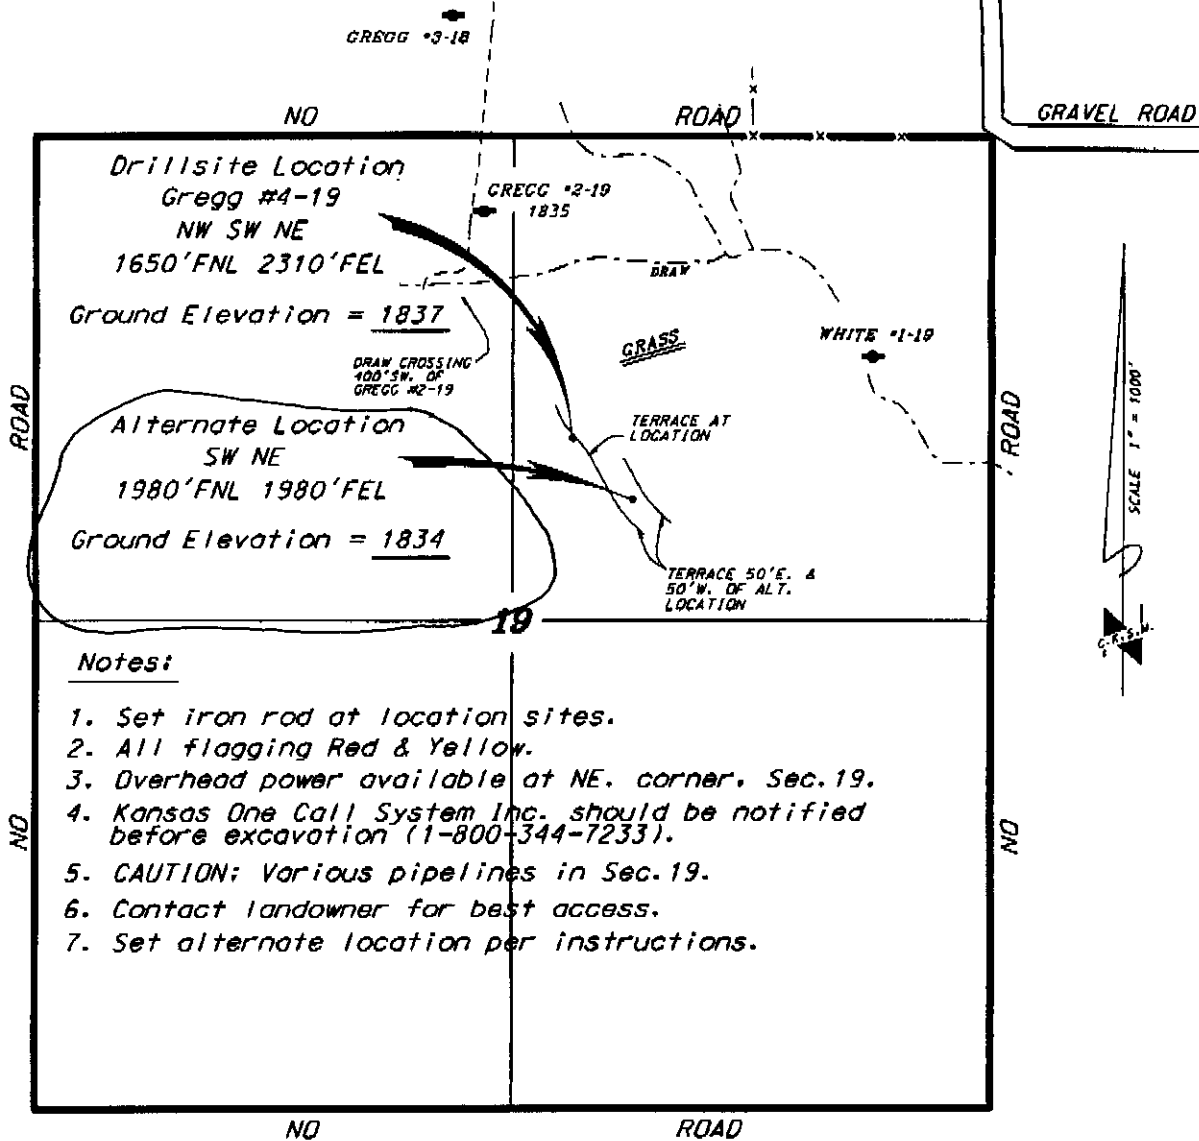 GREGG #3-18
NO ROAD
GRAVEL ROAD
Drillsite Location
Gregg #4-19
NW SW NE
1650'FNL 2310'FEL
Ground Elevation = 1837
GREGG #2-19
1835
DRAW
GRASS
WHITE #1-19
DRAW CROSSING
400'SW. OF
GREGG #2-19
ROAD
ROAD
Alternate Location
SW NE
1980'FNL 1980'FEL
Ground Elevation = 1834
TERRACE AT
LOCATION
TERRACE 50'E. &
50'W. OF ALT.
LOCATION
SCALE 1" = 1000'
19
Notes:
1. Set iron rod at location sites.
2. All flagging Red & Yellow.
3. Overhead power available at NE. corner. Sec.19.
4. Kansas One Call System Inc. should be notified
before excavation (1-800-344-7233).
5. CAUTION: Various pipelines in Sec.19.
6. Contact landowner for best access.
7. Set alternate location per instructions.
NO
NO
NO ROAD